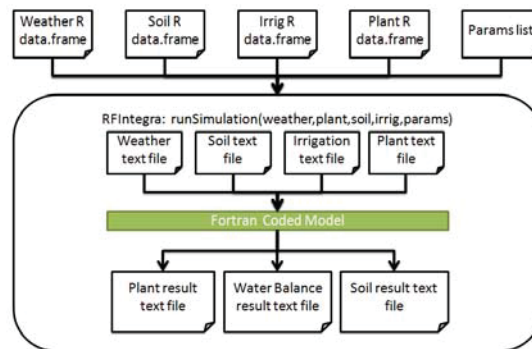 Weather R
data.frame
Soil R
data.frame
Irrig R
data.frame
Plant R
data.frame
Params list
RFIntegra: runSimulation(weather,plant,soil,irrig,params)
Weather
text file
Soil text
file
Irrigation
text file
Plant text
file
Fortran Coded Model
Plant result
text file
Water Balance
result text file
Soil result text
file